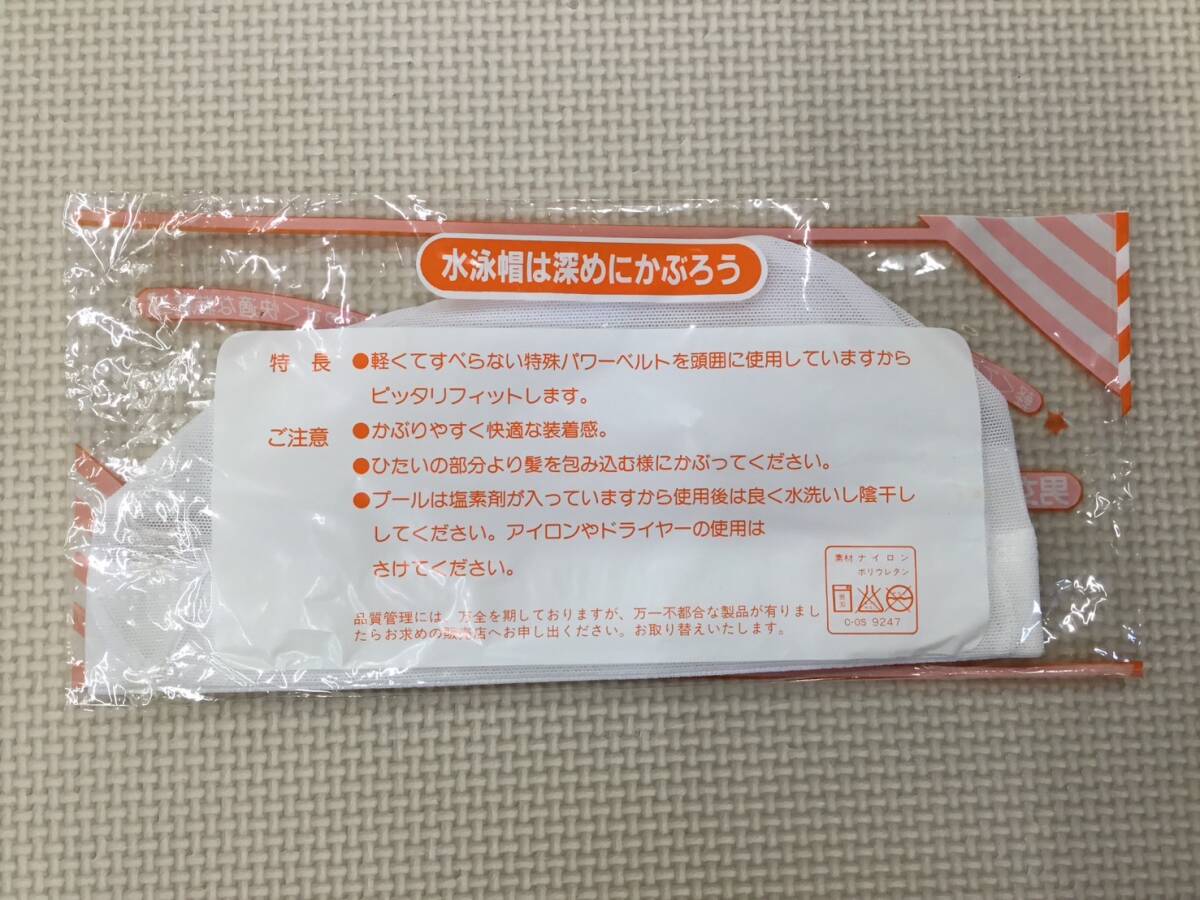 水泳帽は深めにかぶろう
特長 ●軽くてすべらない特殊パワーベルトを頭囲に使用していますから
ピッタリフィットします。
ご注意 ●かぶりやすく快適な装着感。
●ひたいの部分より髪を包み込む様にかぶってください。
●プールは塩素剤が入っていますから使用後は良く水洗いし陰干し
してください。アイロンやドライヤーの使用は
さけてください。
素材 ナイロン
ポリウレタン
0-0S 9247
品質管理には、万全を期しておりますが、万一不都合な製品が有りまし
たらお求めの販売店へお申し出ください。お取り替えいたします。